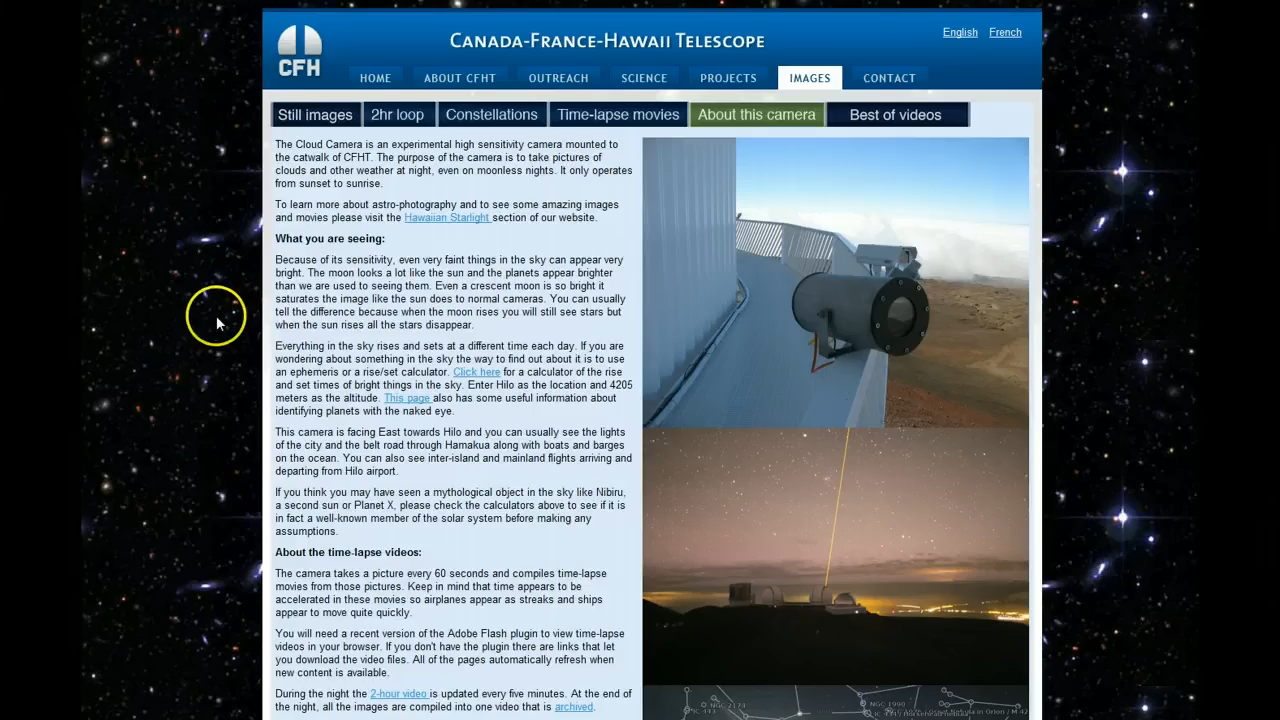 CFH
CANADA-FRANCE-HAWAII TELESCOPE
English French
HOME ABOUT CFHT OUTREACH SCIENCE PROJECTS IMAGES CONTACT
Still images 2hr loop Constellations Time-lapse movies About this camera Best of videos
The Cloud Camera is an experimental high sensitivity camera mounted to
the catwalk of CFHT. The purpose of the camera is to take pictures of
clouds and other weather at night, even on moonless nights. It only operates
from sunset to sunrise.
To learn more about astro-photography and to see some amazing images
and movies please visit the Hawaiian Starlight section of our website.
What you are seeing:
Because of its sensitivity, even very faint things in the sky can appear very
bright. The moon looks a lot like the sun and the planets appear brighter
than we are used to seeing them. Even a crescent moon is so bright it
saturates the image like the sun does to normal cameras. You can usually
tell the difference because when the moon rises you will still see stars but
when the sun rises all the stars disappear.
Everything in the sky rises and sets at a different time each day. If you are
wondering about something in the sky the way to find out about it is to use
an ephemeris or a rise/set calculator. Click here for a calculator of the rise
and set times of bright things in the sky. Enter Hilo as the location and 4205
meters as the altitude. This page also has some useful information about
identifying planets with the naked eye.
This camera is facing East towards Hilo and you can usually see the lights
of the city and the belt road through Hamakua along with boats and barges
on the ocean. You can also see inter-island and mainland flights arriving and
departing from Hilo airport.
If you think you may have seen a mythological object in the sky like Nibiru,
a second sun or Planet X, please check the calculators above to see if it is
in fact a well-known member of the solar system before making any
assumptions.
About the time-lapse videos:
The camera takes a picture every 60 seconds and compiles time-lapse
movies from those pictures. Keep in mind that time appears to be
accelerated in these movies so airplanes appear as streaks and ships
appear to move quite quickly.
You will need a recent version of the Adobe Flash plugin to view time-lapse
videos in your browser. If you don't have the plugin there are links that let
you download the video files. All of the pages automatically refresh when
new content is available.
During the night the 2-hour video is updated every five minutes. At the end of
the night, all the images are compiled into one video that is archived.
NGC 2174
NGC 1990